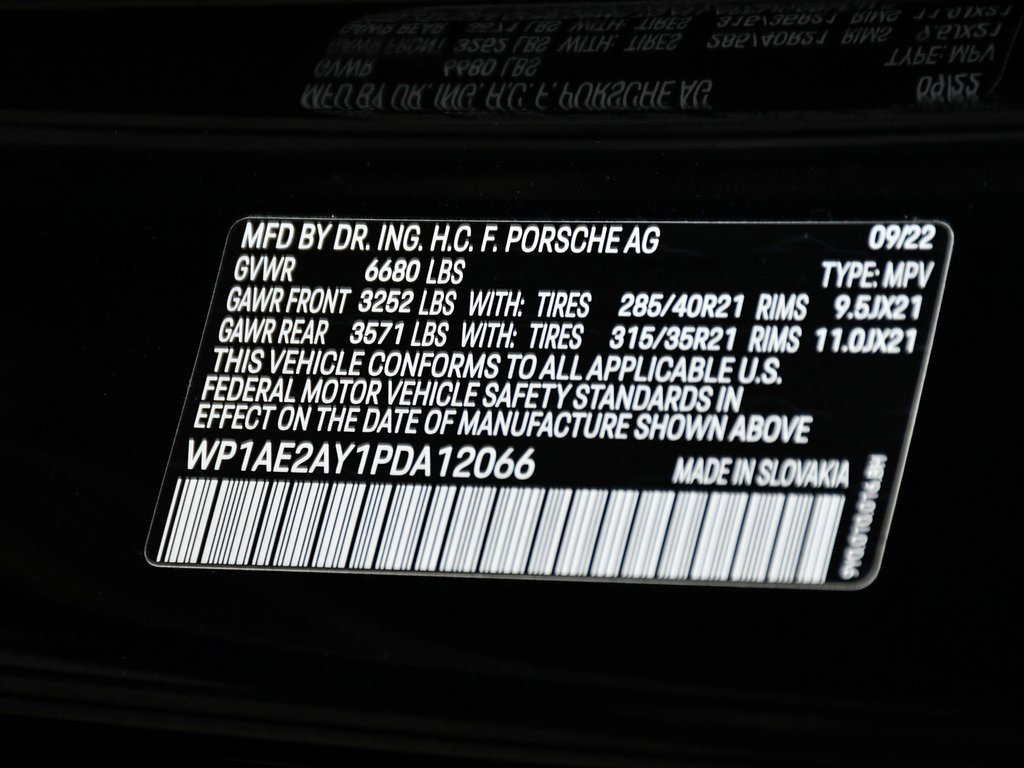 MFD BY DR. ING. H.C. F. PORSCHE AG 09/22
GVWR 6680 LBS TYPE: MPV
GAWR FRONT 3252 LBS WITH: TIRES 285/40R21 RIMS 9.5JX21
GAWR REAR 3571 LBS WITH: TIRES 315/35R21 RIMS 11.0JX21
THIS VEHICLE CONFORMS TO ALL APPLICABLE U.S.
FEDERAL MOTOR VEHICLE SAFETY STANDARDS IN
EFFECT ON THE DATE OF MANUFACTURE SHOWN ABOVE
WP1AE2AY1PDA12066 MADE IN SLOVAKIA